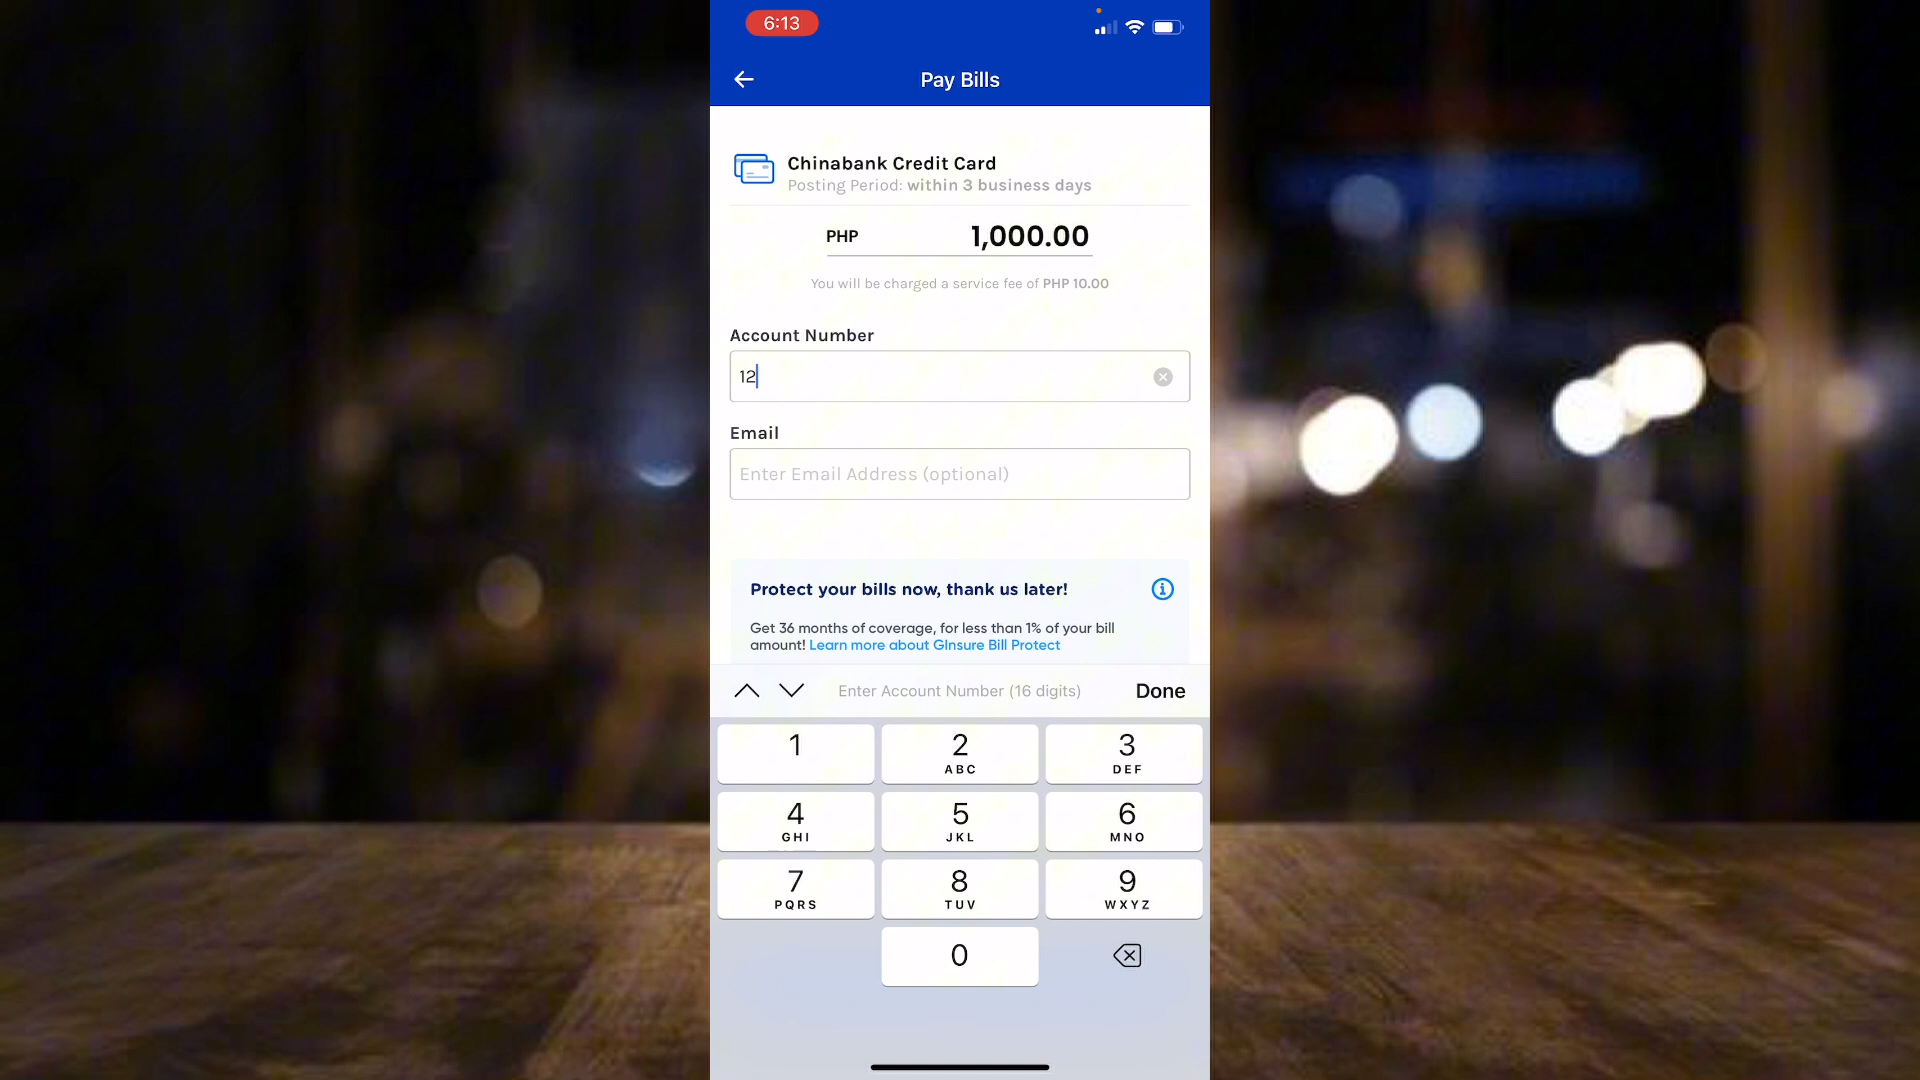 6:13
Pay Bills
Chinabank Credit Card
Posting Period: within 3 business days
PHP 1,000.00
You will be charged a service fee of PHP 10.00
Account Number
12
Email
Enter Email Address (optional)
Protect your bills now, thank us later!
Get 36 months of coverage, for less than 1% of your bill
amount! Learn more about GInsure Bill Protect
Enter Account Number (16 digits) Done
1 2 3
ABC DEF
4 5 6
GHI JKL MNO
7 8 9
PQRS TUV WXYZ
0